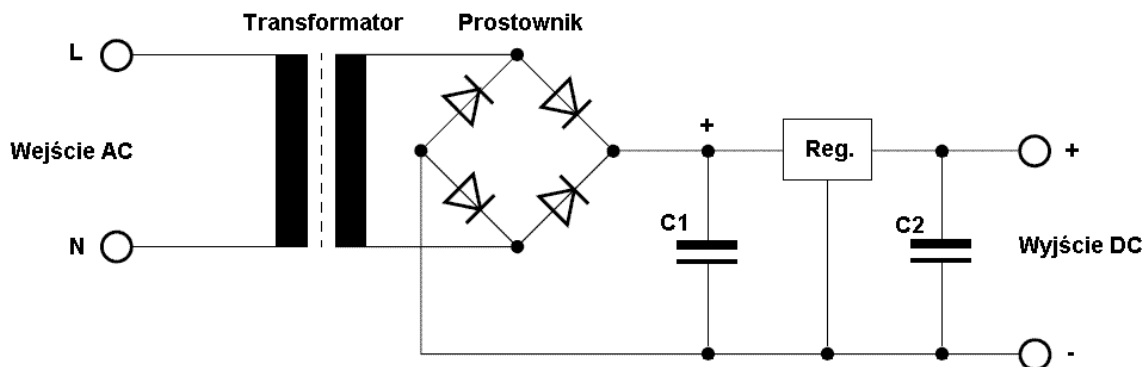 Transformator
Prostownik
L
Wejście AC
N
+
Reg.
+
C1
C2
Wyjście DC
-